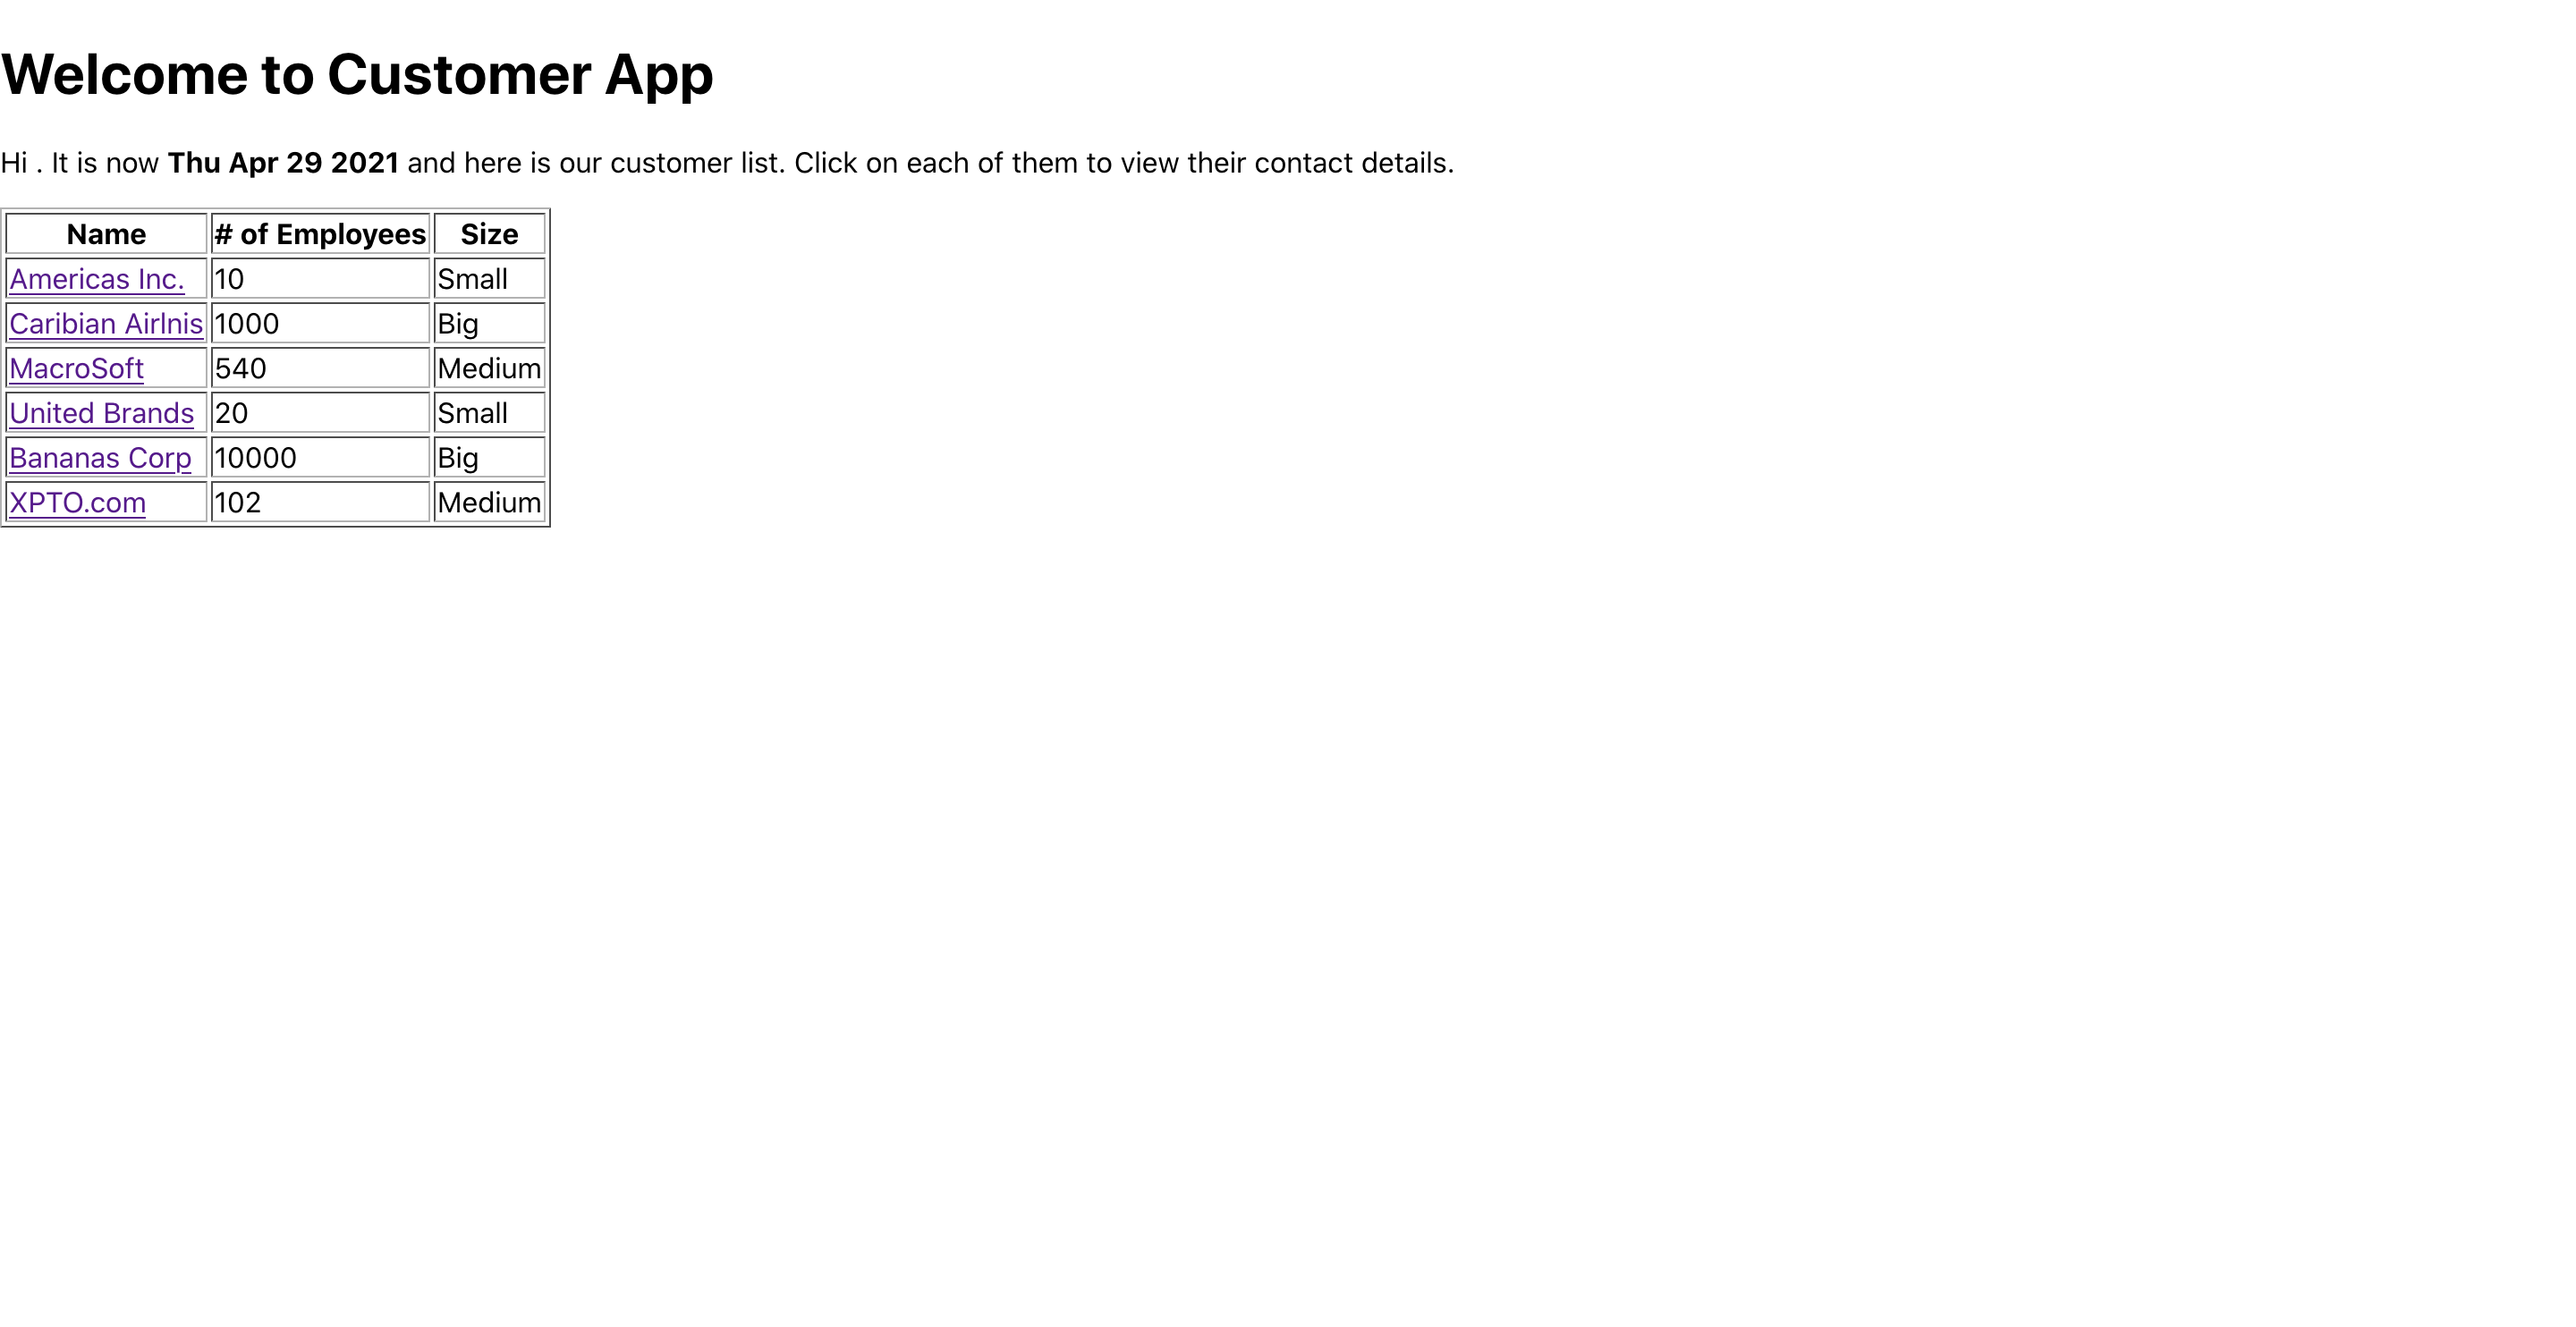 Welcome to Customer App
Hi . It is now Thu Apr 29 2021 and here is our customer list. Click on each of them to view their contact details.
Name # of Employees Size
Americas Inc. 10 Small
Caribian Airlnis 1000 Big
MacroSoft 540 Medium
United Brands 20 Small
Bananas Corp 10000 Big
XPTO.com 102 Medium